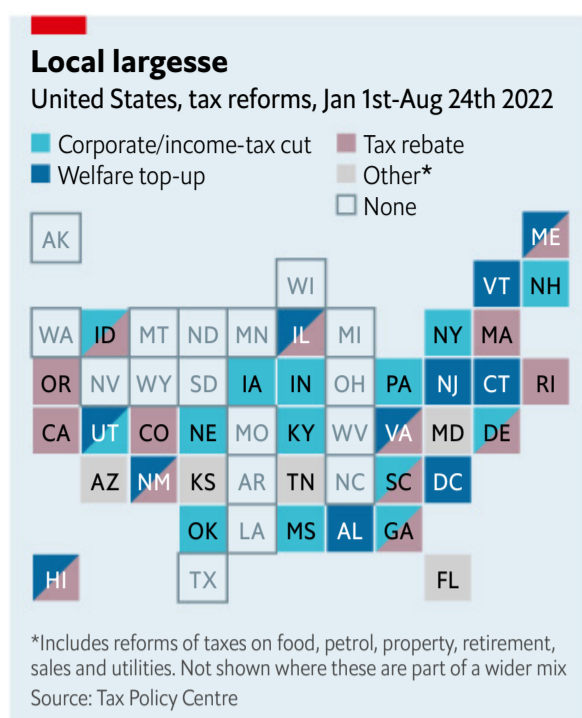 Local largesse
United States, tax reforms, Jan 1st-Aug 24th 2022
Corporate/income-tax cut Tax rebate
Welfare top-up Other*
None
AK ME
WI VT NH
WA ID MT ND MN IL MI NY MA
OR NV WY SD IA IN OH PA NJ CT RI
CA UT CO NE MO KY WV VA MD DE
AZ NM KS AR TN NC SC DC
OK LA MS AL GA
HI TX FL
*Includes reforms of taxes on food, petrol, property, retirement,
sales and utilities. Not shown where these are part of a wider mix
Source: Tax Policy Centre